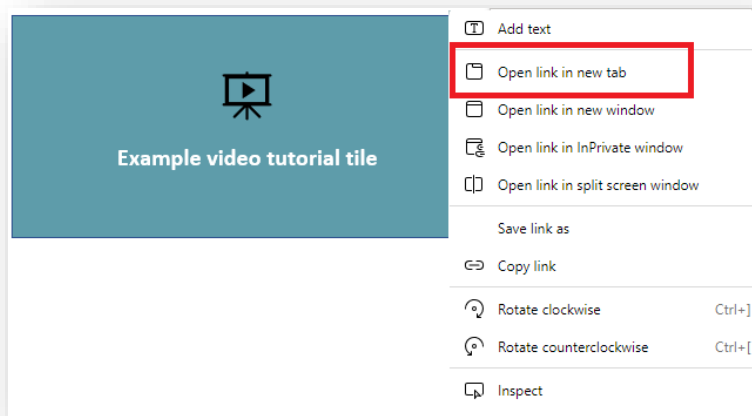 Example video tutorial tile
Add text
Open link in new tab
Open link in new window
Open link in InPrivate window
Open link in split screen window
Save link as
Copy link
Rotate clockwise Ctrl+]
Rotate counterclockwise Ctrl+[
Inspect